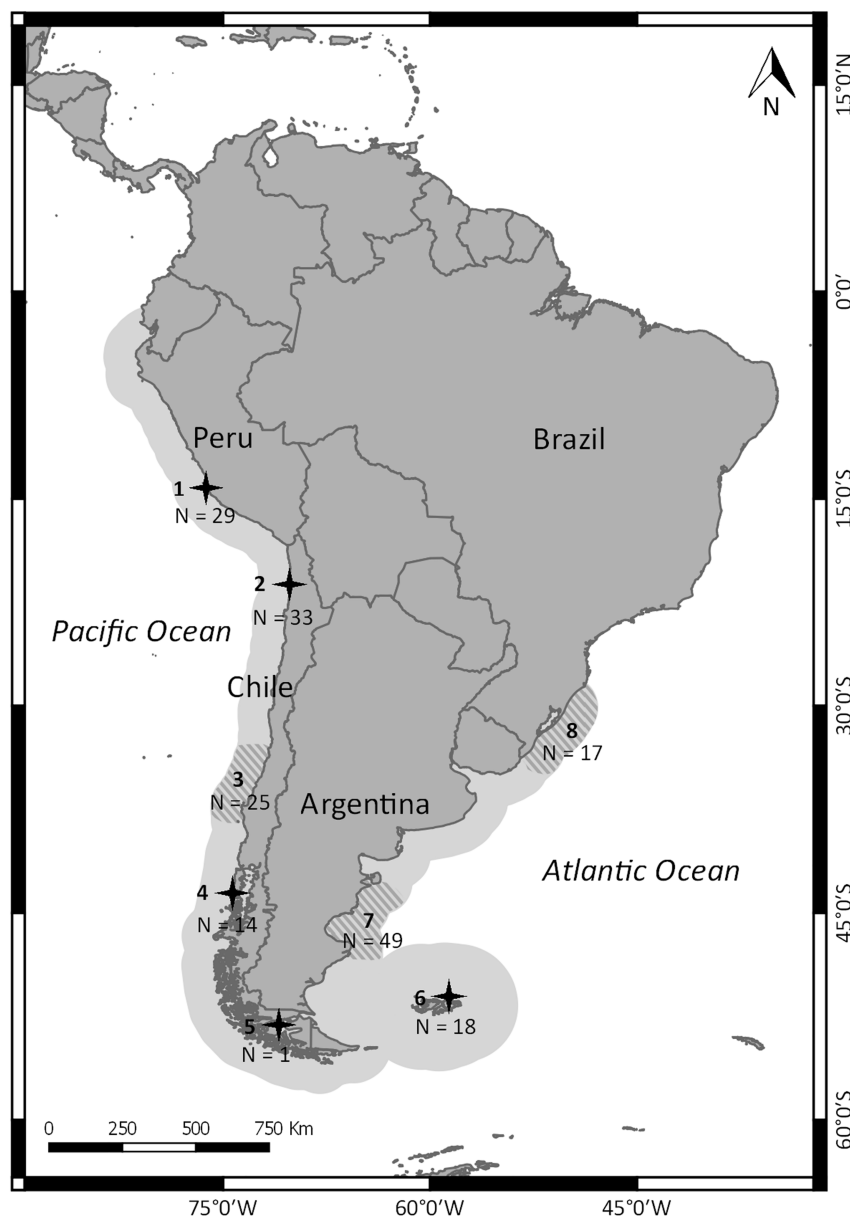 N
15°0'N
0°0'
Peru
Brazil
1
N = 29
15°0'S
2
N = 33
Pacific Ocean
Chile
30°0'S
8
N = 17
3
N = 25
Argentina
Atlantic Ocean
4
N = 14
7
N = 49
45°0'S
6
N = 18
5
N = 1
0 250 500 750 Km
60°0'S
75°0'W 60°0'W 45°0'W